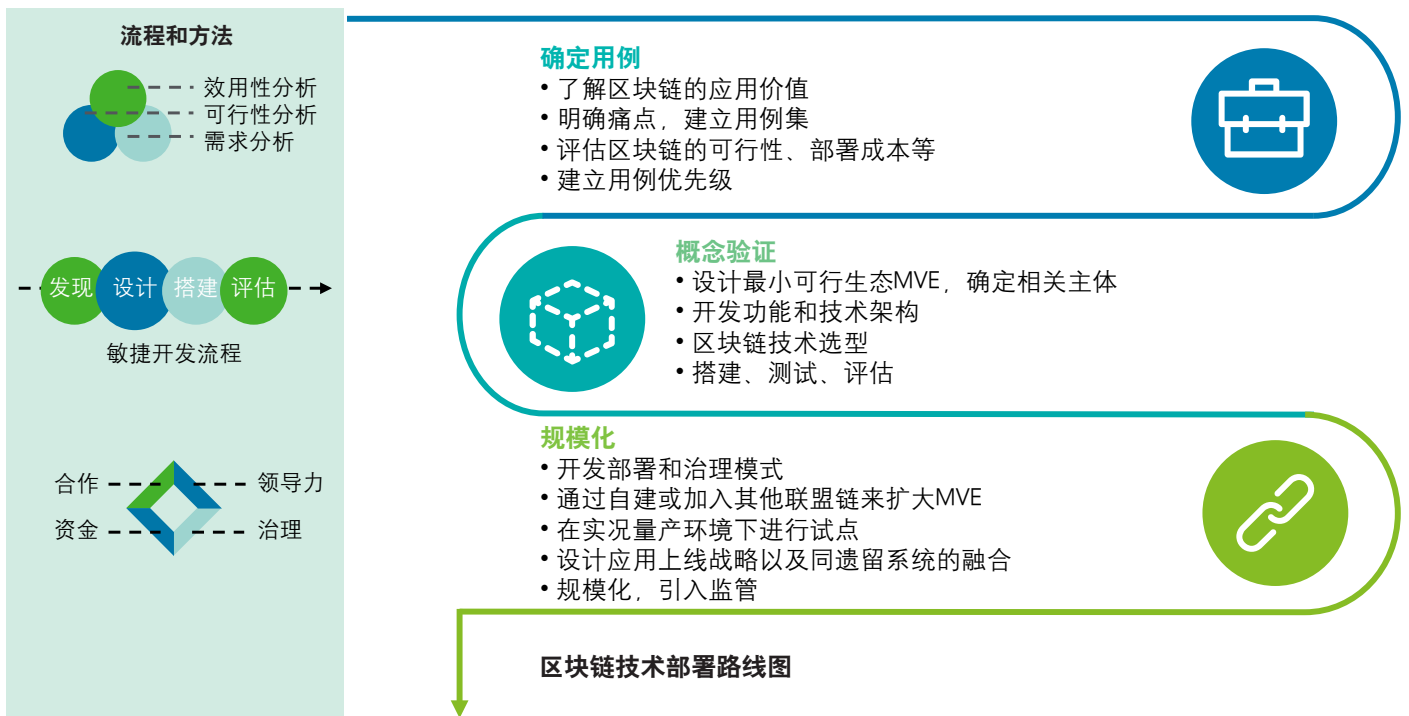 流程和方法
效用性分析
可行性分析
需求分析
发现 设计 搭建 评估
敏捷开发流程
合作 领导力
资金 治理
确定用例
• 了解区块链的应用价值
• 明确痛点，建立用例集
• 评估区块链的可行性、部署成本等
• 建立用例优先级
概念验证
• 设计最小可行生态MVE，确定相关主体
• 开发功能和技术架构
• 区块链技术选型
• 搭建、测试、评估
规模化
• 开发部署和治理模式
• 通过自建或加入其他联盟链来扩大MVE
• 在实况量产环境下进行试点
• 设计应用上线战略以及同遗留系统的融合
• 规模化，引入监管
区块链技术部署路线图